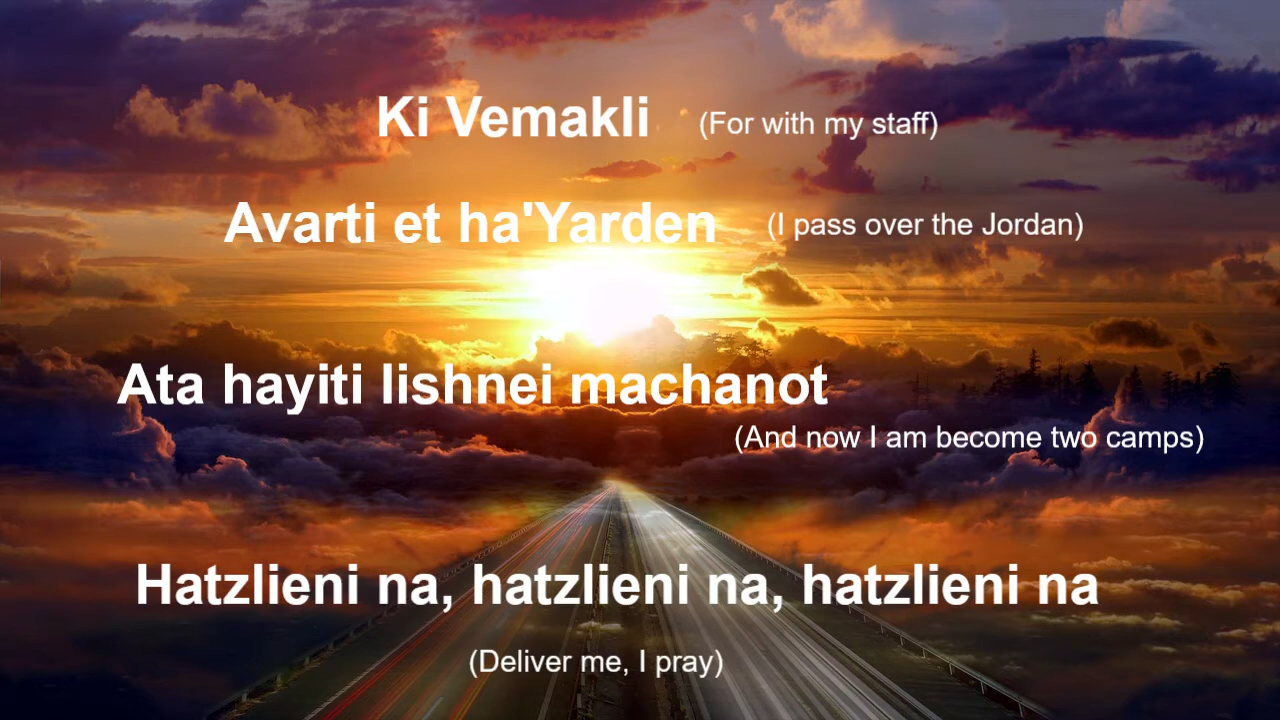 Ki Vemakli (For with my staff)
Avarti et ha'Yarden (I pass over the Jordan)
Ata hayiti lishnei machanot
(And now I am become two camps)
Hatzlieni na, hatzlieni na, hatzlieni na
(Deliver me, I pray)